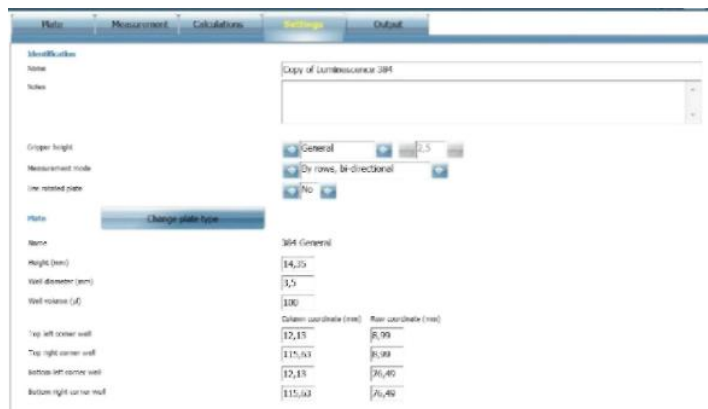 Plate Measurement Calculations Settings Output
Identification
Name Copy of Luminescence 384
Notes
Gripper height General 2,5
Measurement mode By rows, bi-directional
Use rotated plate No
Plate Change plate type
Name 384 General
Height (mm) 14,35
Well diameter (mm) 3,5
Well volume (µl) 100
Column coordinate (mm) Row coordinate (mm)
Top left corner well 12,13 8,99
Top right corner well 115,63 8,99
Bottom left corner well 12,13 76,49
Bottom right corner well 115,63 76,49